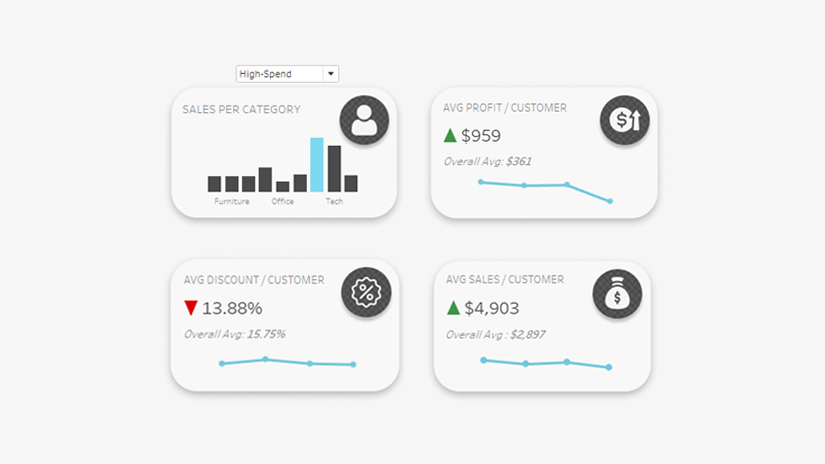 High-Spend
SALES PER CATEGORY
Furniture Office Tech
AVG PROFIT / CUSTOMER
$959
Overall Avg: $361
AVG DISCOUNT / CUSTOMER
13.88%
Overall Avg: 15.75%
AVG SALES / CUSTOMER
$4,903
Overall Avg : $2,897